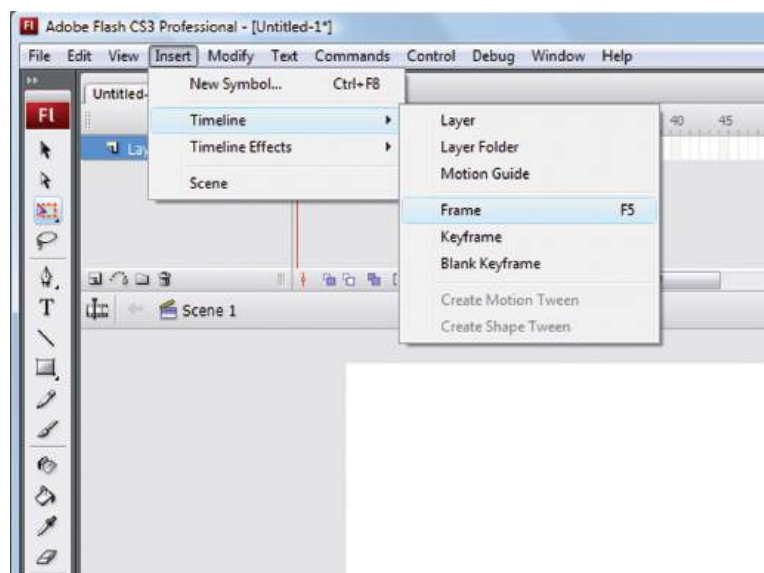 Fl Adobe Flash CS3 Professional - [Untitled-1*]
File Edit View Insert Modify Text Commands Control Debug Window Help
New Symbol... Ctrl+F8
Untitled-
Fl
Timeline
Layer
40 45
Timeline Effects
Layer Folder
Motion Guide
Scene
Frame F5
Keyframe
Blank Keyframe
T
Scene 1
Create Motion Tween
Create Shape Tween